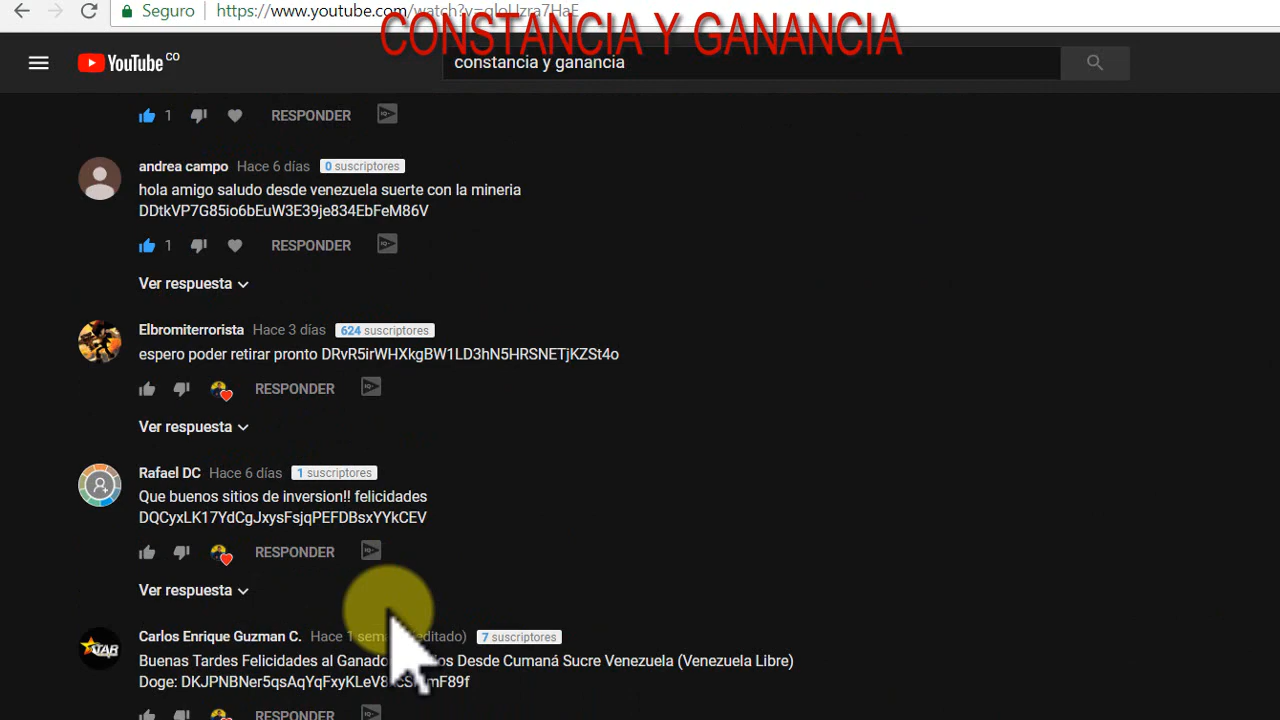 Seguro https://www.youtube.com/watch?v=
CONSTANCIA Y GANANCIA
YouTube CO
constancia y ganancia
1 RESPONDER
andrea campo Hace 6 días 0 suscriptores
hola amigo saludo desde venezuela suerte con la mineria
DDtkVP7G85io6bEuW3E39je834EbFeM86V
1 RESPONDER
Ver respuesta
Elbromiterrorista Hace 3 días 624 suscriptores
espero poder retirar pronto DRvR5irWHXkgBW1LD3hN5HRSNETjKZSt4o
RESPONDER
Ver respuesta
Rafael DC Hace 6 días 1 suscriptores
Que buenos sitios de inversion!! felicidades
DQCyxLK17YdCgJxysFsjqPEFDBsxYYkCEV
RESPONDER
Ver respuesta
Carlos Enrique Guzman C. Hace 1 (editado) 7 suscriptores
Buenas Tardes Felicidades al Desde Cumaná Sucre Venezuela (Venezuela Libre)
Doge:
RESPONDER